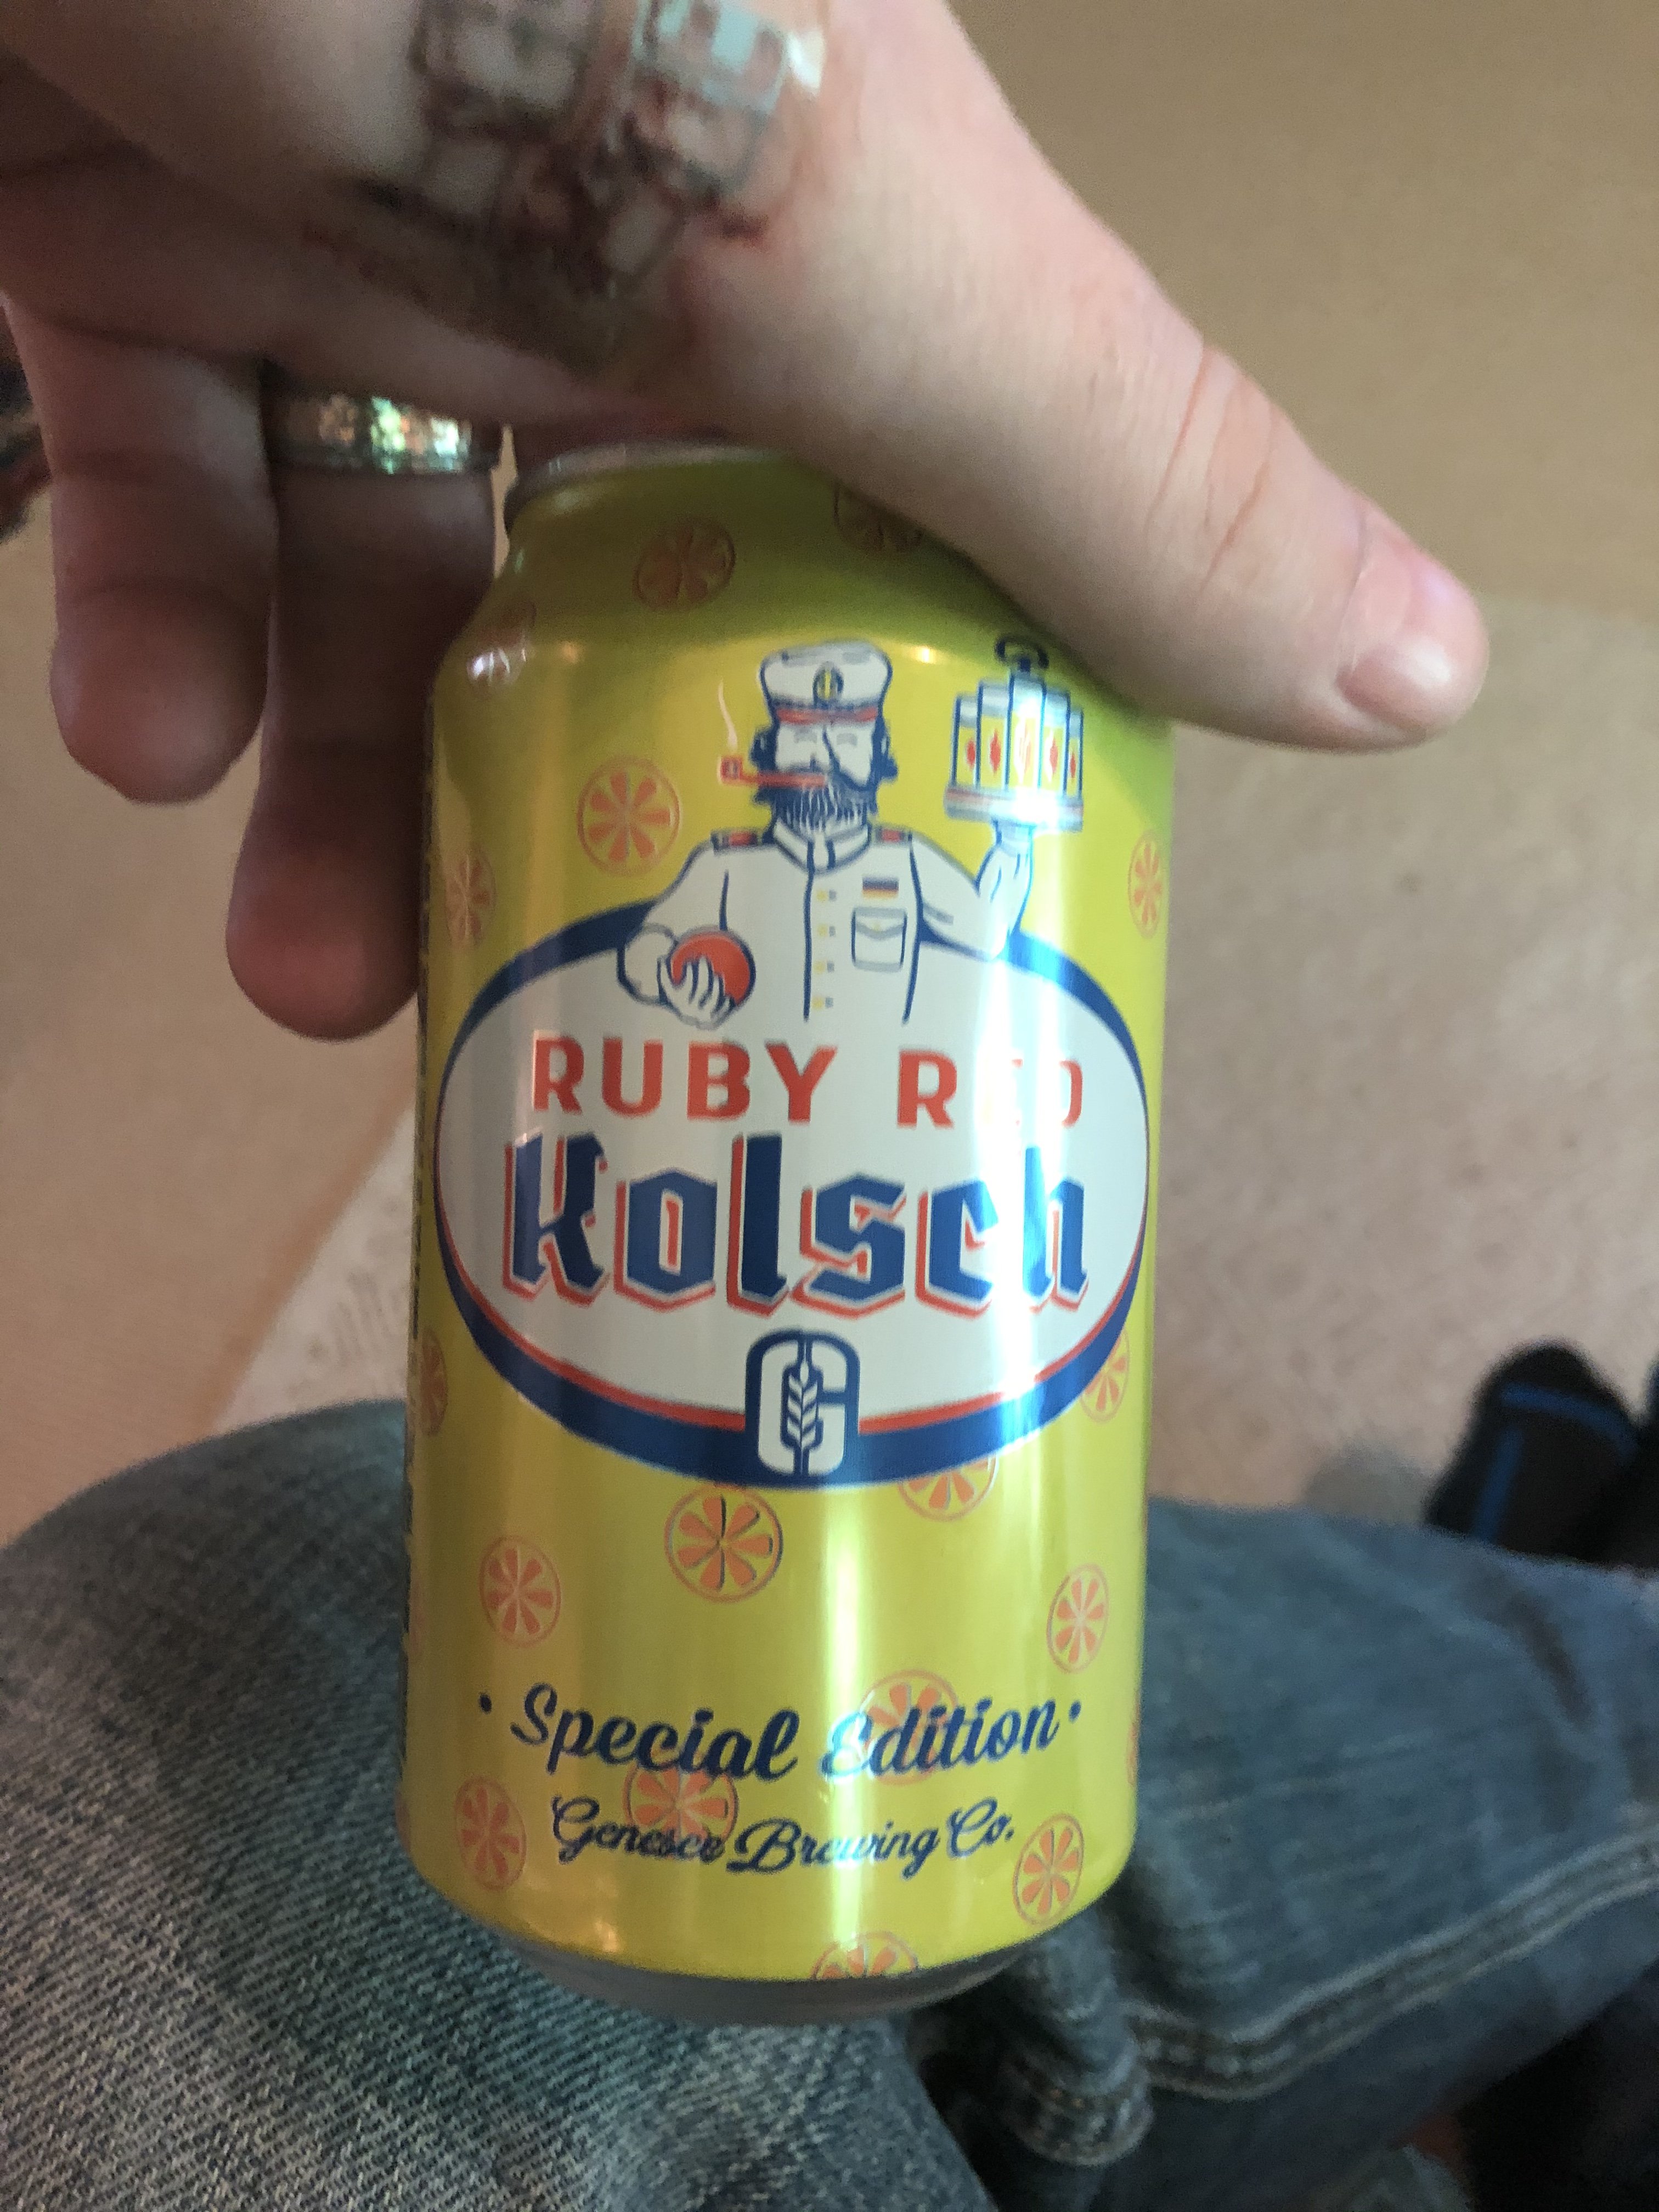 RUBY RED
Kolsch
G
• Special Edition •
Genesee Brewing Co.